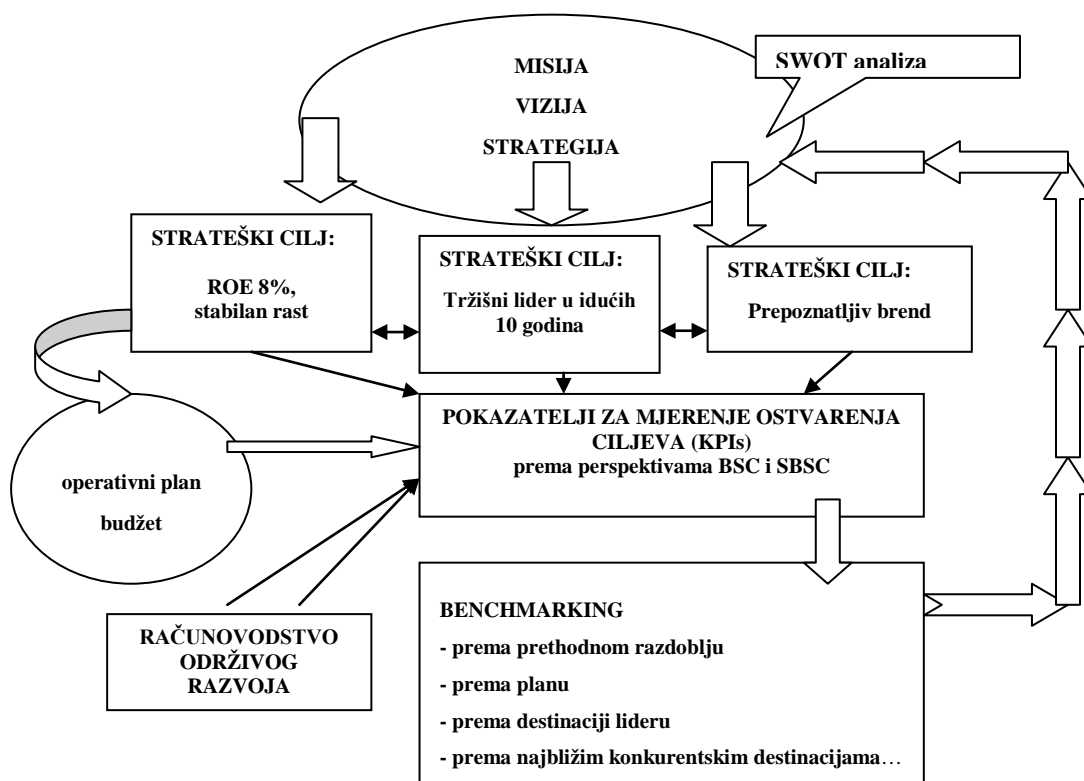 MISIJA
VIZIJA
STRATEGIJA
SWOT analiza
STRATEŠKI CILJ:
ROE 8%,
stabilan rast
STRATEŠKI CILJ:
Tržišni lider u idućih
10 godina
STRATEŠKI CILJ:
Prepoznatljiv brend
POKAZATELJI ZA MJERENJE OSTVARENJA
CILJEVA (KPIs)
prema perspektivama BSC i SBSC
operativni plan
budžet
RAČUNOVODSTVO
ODRŽIVOG
RAZVOJA
BENCHMARKING
- prema prethodnom razdoblju
- prema planu
- prema destinaciji lideru
- prema najbližim konkurentskim destinacijama…